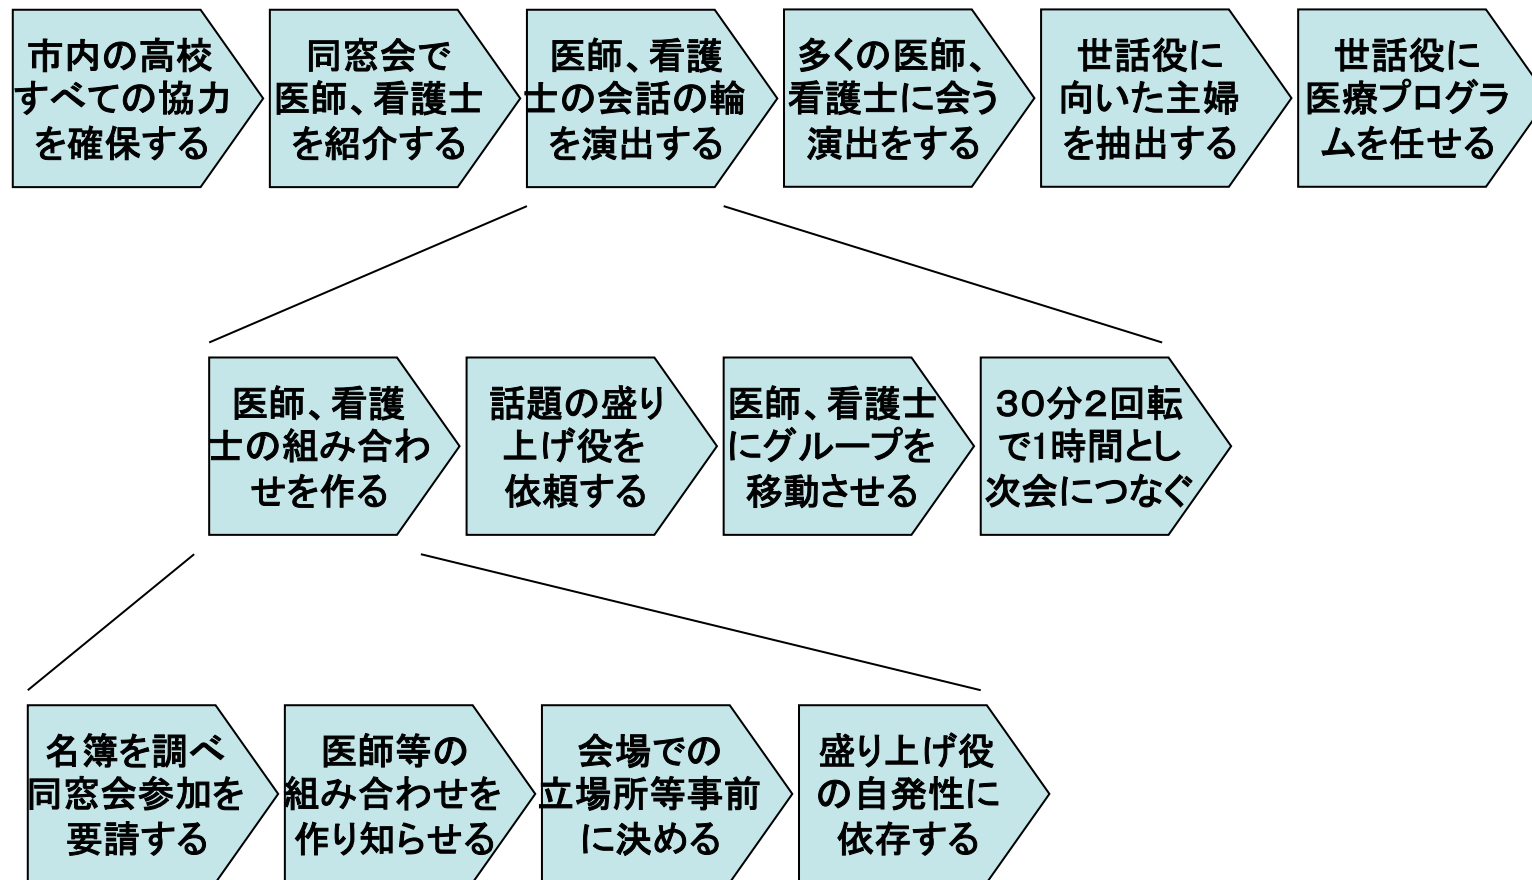 市内の高校
すべての協力
を確保する
同窓会で
医師、看護士
を紹介する
医師、看護
士の会話の輪
を演出する
多くの医師、
看護士に会う
演出をする
世話役に
向いた主婦
を抽出する
世話役に
医療プログラ
ムを任せる
医師、看護
士の組み合わ
せを作る
話題の盛り
上げ役を
依頼する
医師、看護士
にグループを
移動させる
30分2回転
で1時間とし
次会につなぐ
名簿を調べ
同窓会参加を
要請する
医師等の
組み合わせを
作り知らせる
会場での
立場所等事前
に決める
盛り上げ役
の自発性に
依存する